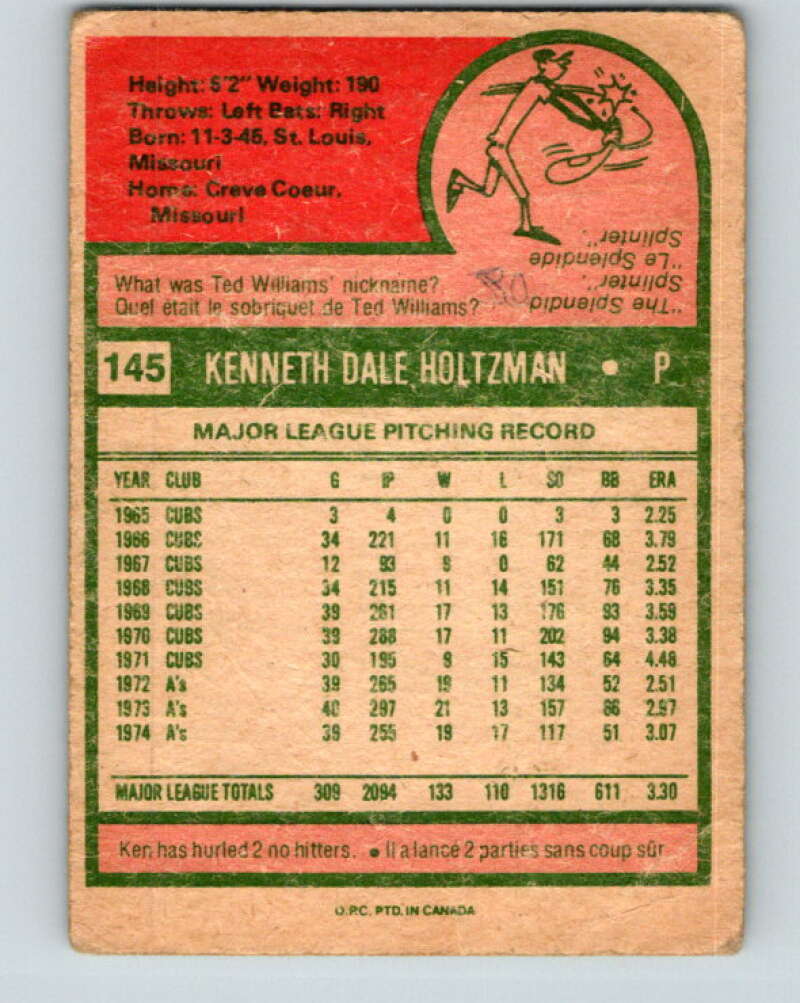 Height: 6'2" Weight: 190
Throws: Left Bats: Right
Born: 11-3-45, St. Louis,
Missouri
Home: Creve Coeur,
Missouri
What was Ted Williams' nickname?
Quel était le sobriquet de Ted Williams?
"The Splendid
Splinter".
"Le Splendide
Splinter".
145 KENNETH DALE HOLTZMAN • P
MAJOR LEAGUE PITCHING RECORD
YEAR CLUB G IP W L SO BB ERA
1965 CUBS 3 4 0 0 3 3 2.25
1966 CUBS 34 221 11 16 171 68 3.79
1967 CUBS 12 93 9 0 62 44 2.52
1968 CUBS 34 215 11 14 151 76 3.35
1969 CUBS 39 261 17 13 176 93 3.59
1970 CUBS 39 288 17 11 202 94 3.38
1971 CUBS 30 195 9 15 143 64 4.48
1972 A's 39 265 19 11 134 52 2.51
1973 A's 40 297 21 13 157 66 2.97
1974 A's 39 255 19 17 117 51 3.07
MAJOR LEAGUE TOTALS 309 2094 133 110 1316 611 3.30
Ken has hurled 2 no hitters. • Il a lancé 2 parties sans coup sûr
O.P.C. PTD. IN CANADA